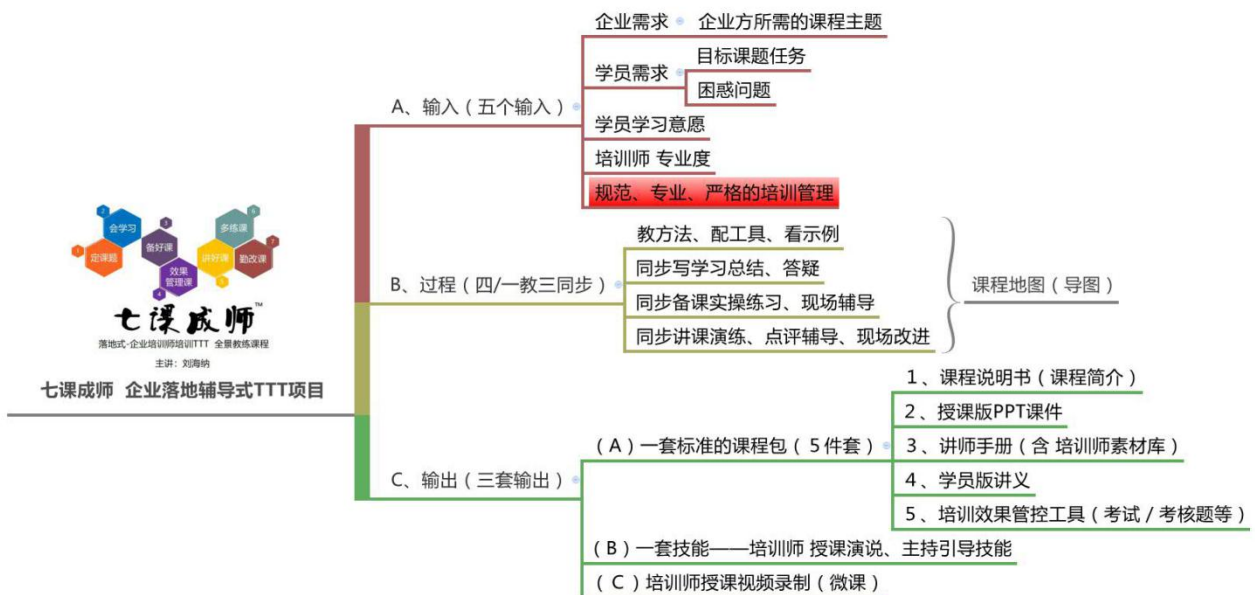 企业需求
企业方所需的课程主题
学员需求
目标课题任务
困惑问题
A、输入（五个输入）
学员学习意愿
培训师 专业度
规范、专业、严格的培训管理
2
会学习
3
备好课
6
多练课
1
定课题
效果
管理课
4
讲好课
5
勤改课
7
七课成师™
落地式-企业培训师培训TTT 全景教练课程
主讲：刘海纳
七课成师 企业落地辅导式TTT项目
B、过程（四/一教三同步）
教方法、配工具、看示例
同步写学习总结、答疑
同步备课实操练习、现场辅导
同步讲课演练、点评辅导、现场改进
课程地图（导图）
C、输出（三套输出）
（A）一套标准的课程包（ 5件套）
1、课程说明书（课程简介）
2、授课版PPT课件
3、讲师手册（含 培训师素材库）
4、学员版讲义
5、培训效果管控工具（考试 / 考核题等）
（B）一套技能——培训师 授课演说、主持引导技能
（ C ）培训师授课视频录制（微课）